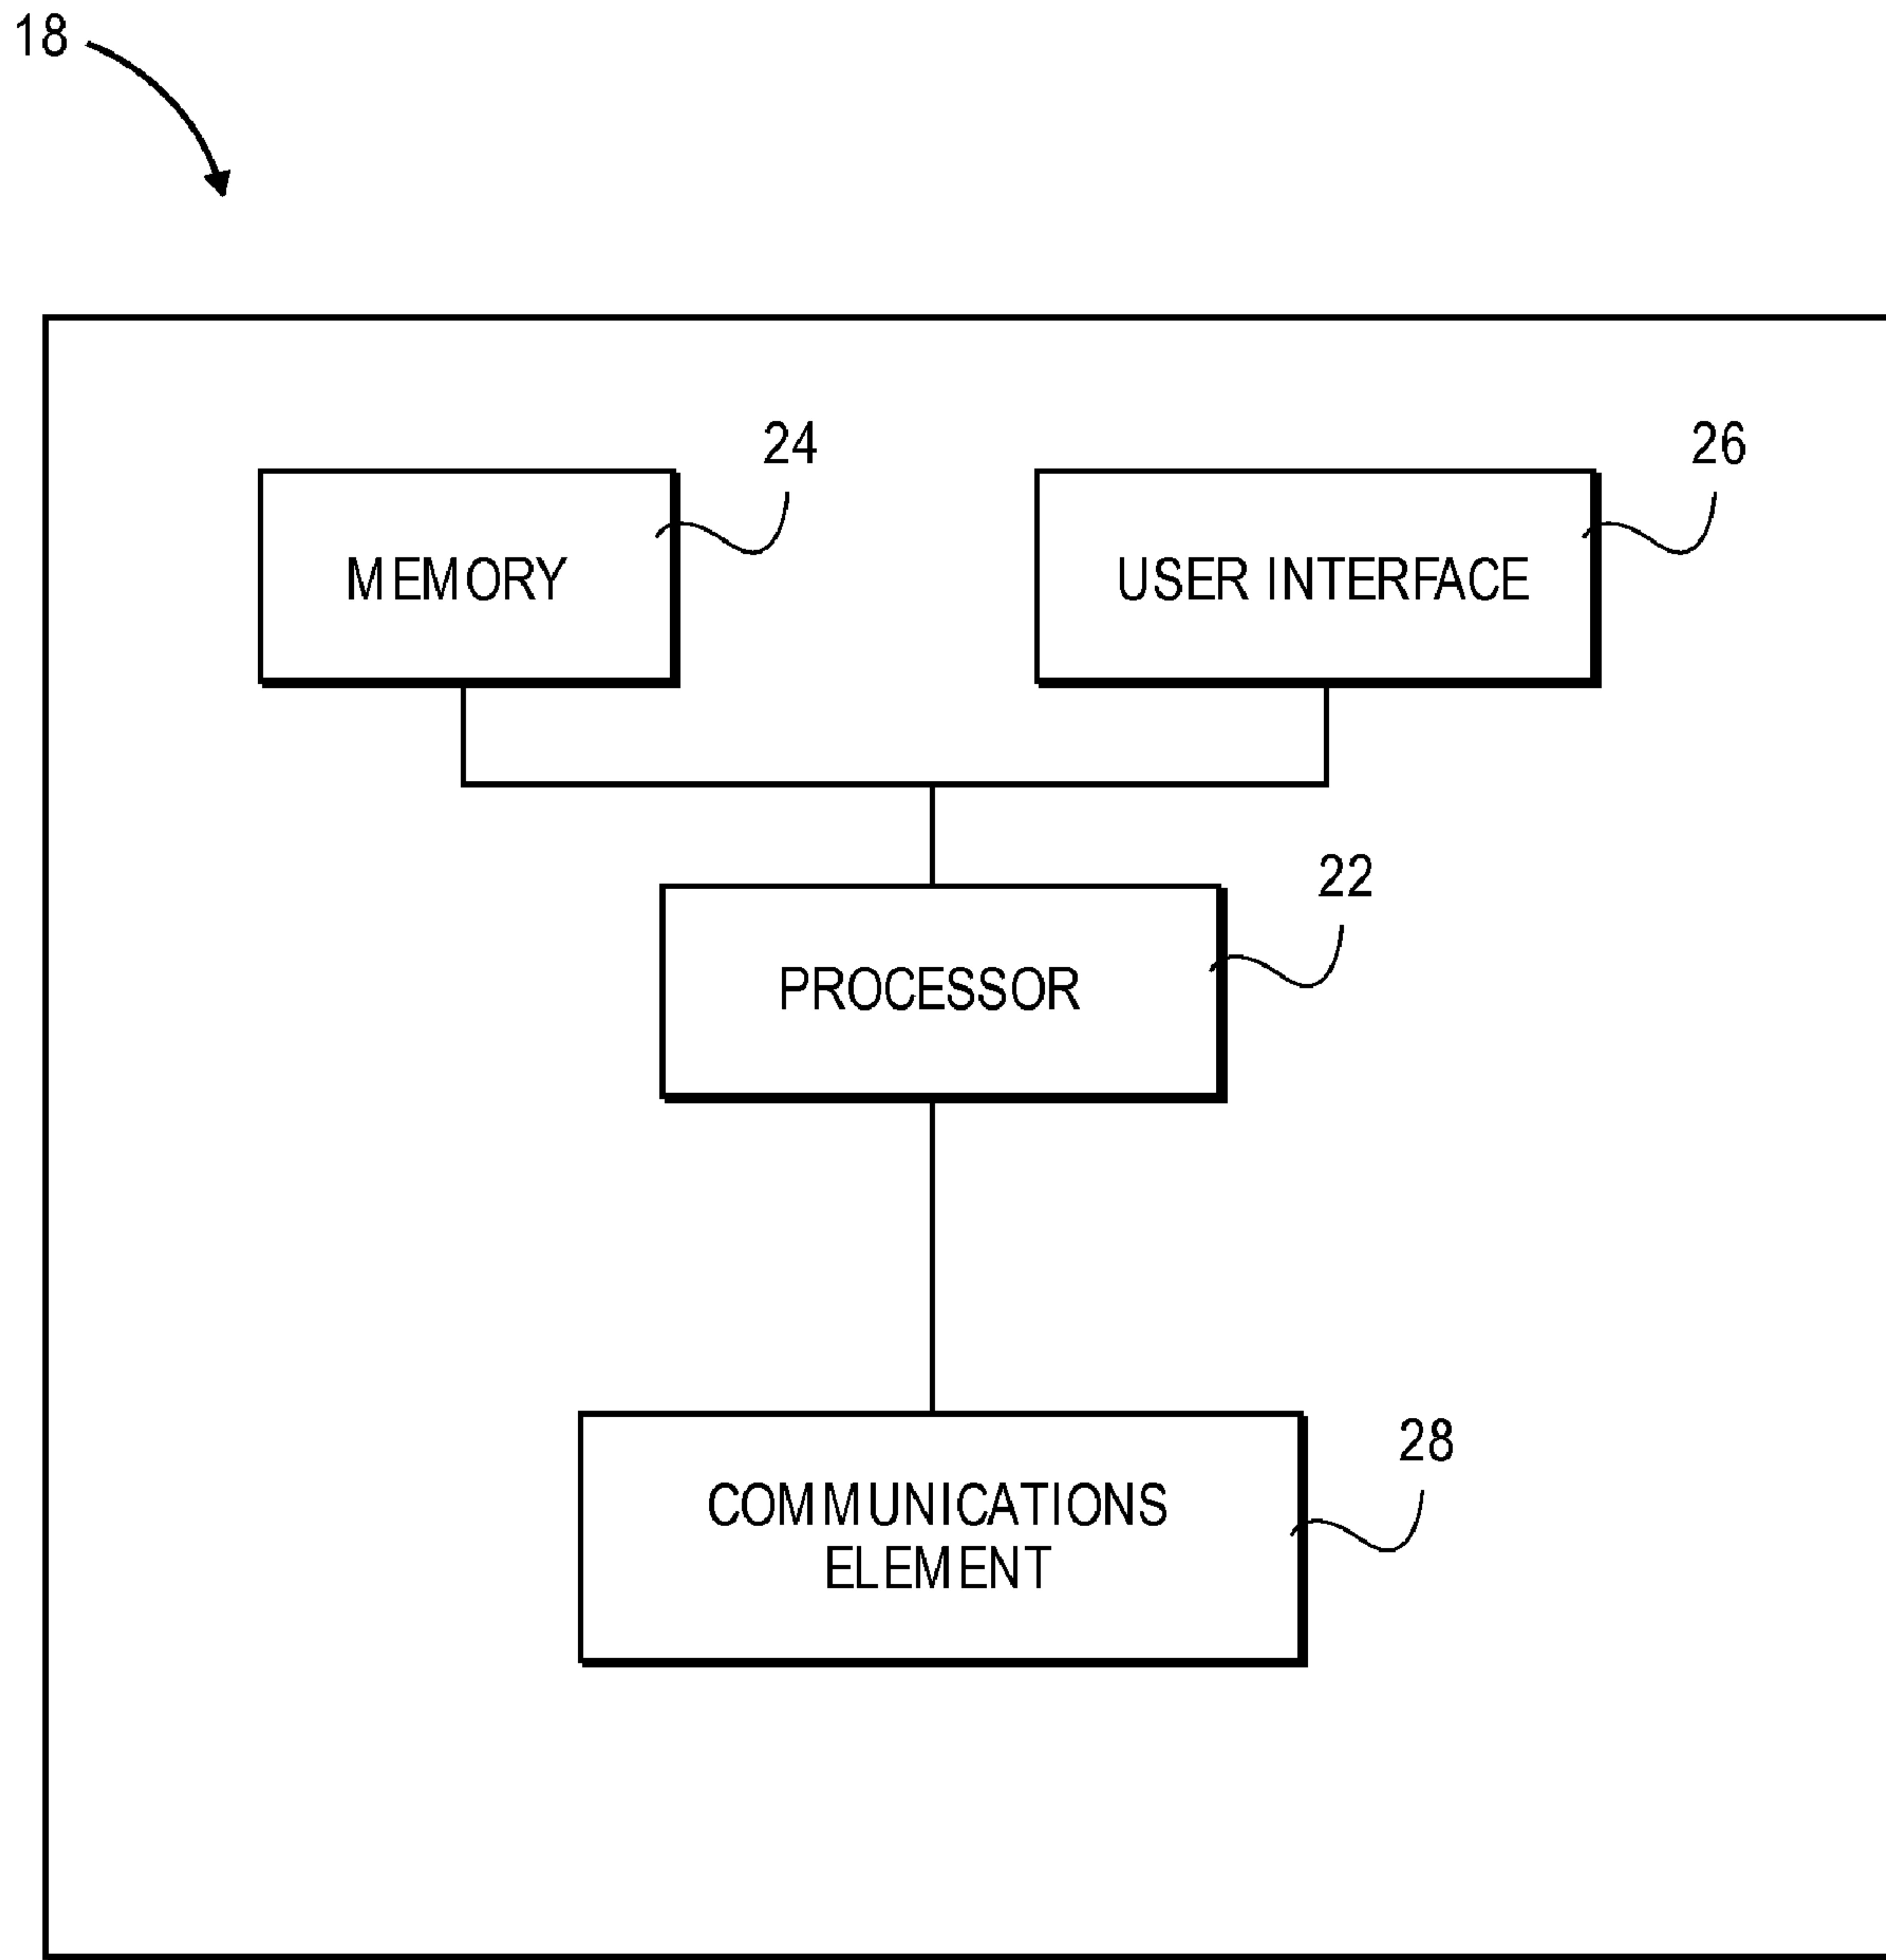 18
24
26
MEMORY
USER INTERFACE
22
PROCESSOR
28
COMMUNICATIONS
ELEMENT